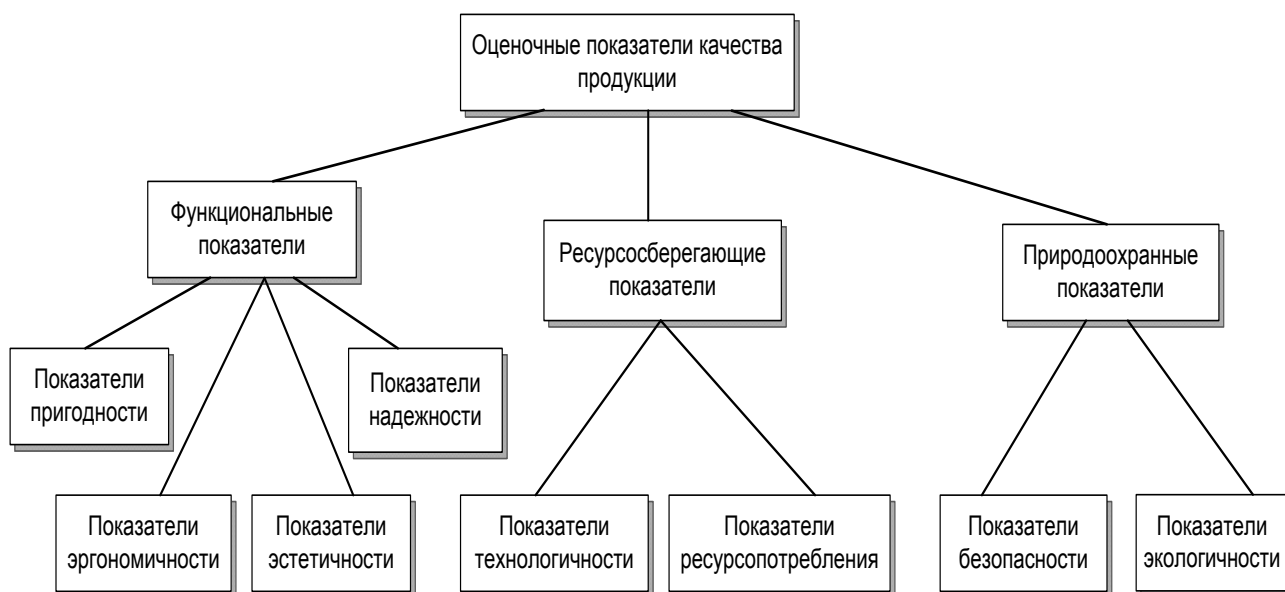 Оценочные показатели качества
продукции
Функциональные
показатели
Ресурсосберегающие
показатели
Природоохранные
показатели
Показатели
пригодности
Показатели
надежности
Показатели
эргономичности
Показатели
эстетичности
Показатели
технологичности
Показатели
ресурсопотребления
Показатели
безопасности
Показатели
экологичности